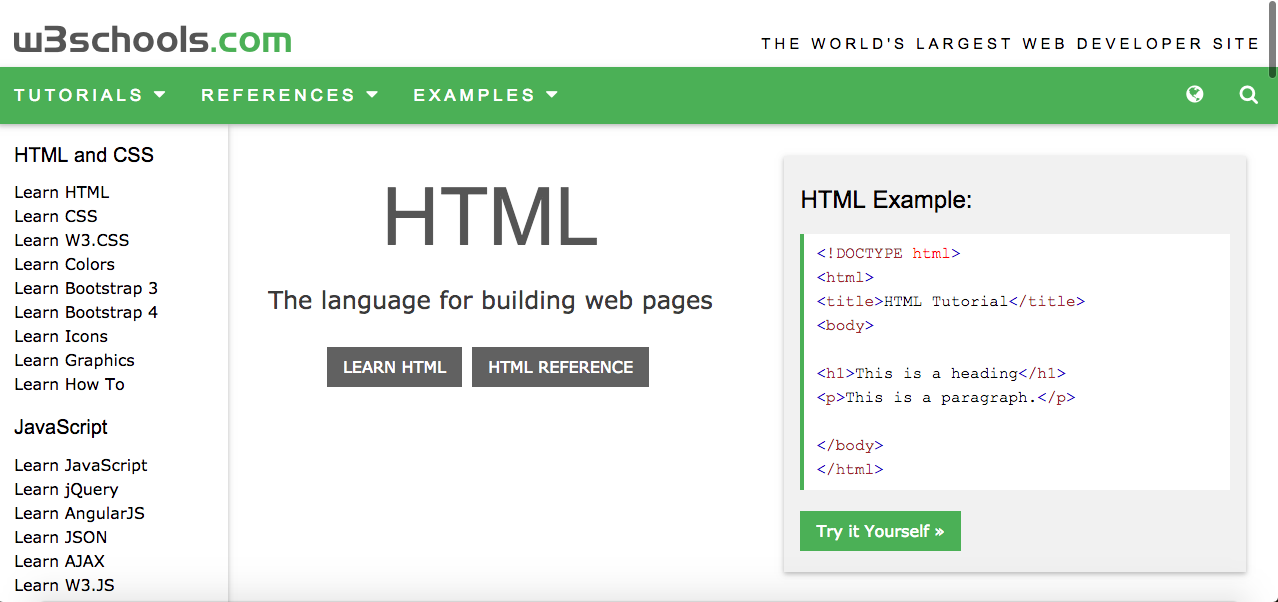 w3schools.com
THE WORLD'S LARGEST WEB DEVELOPER SITE
TUTORIALS
REFERENCES
EXAMPLES
HTML and CSS
Learn HTML
Learn CSS
Learn W3.CSS
Learn Colors
Learn Bootstrap 3
Learn Bootstrap 4
Learn Icons
Learn Graphics
Learn How To
JavaScript
Learn JavaScript
Learn jQuery
Learn AngularJS
Learn JSON
Learn AJAX
Learn W3.JS
HTML
The language for building web pages
LEARN HTML
HTML REFERENCE
HTML Example:
<!DOCTYPE html>
<html>
<title>HTML Tutorial</title>
<body>
<h1>This is a heading</h1>
<p>This is a paragraph.</p>
</body>
</html>
Try it Yourself »